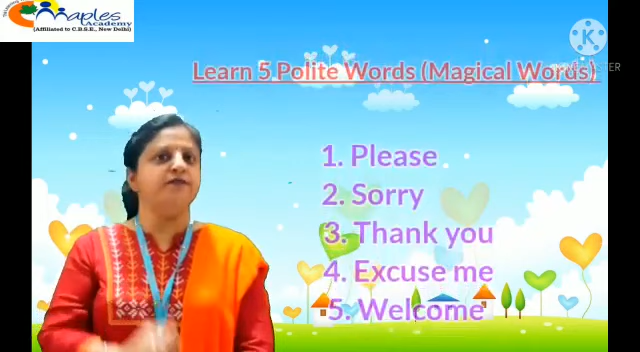 Maples
Academy
(Affiliated to C.B.S.E., New Delhi)
K
Learn 5 Polite Words (Magical Words)
1. Please
2. Sorry
3. Thank you
4. Excuse me
5. Welcome